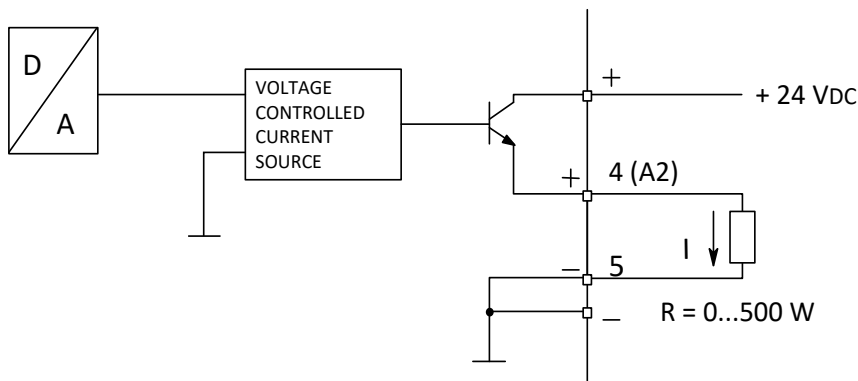 D
A
VOLTAGE
CONTROLLED
CURRENT
SOURCE
+
+ 24 VDC
+
4 (A2)
I
–
5
–
R = 0...500 W